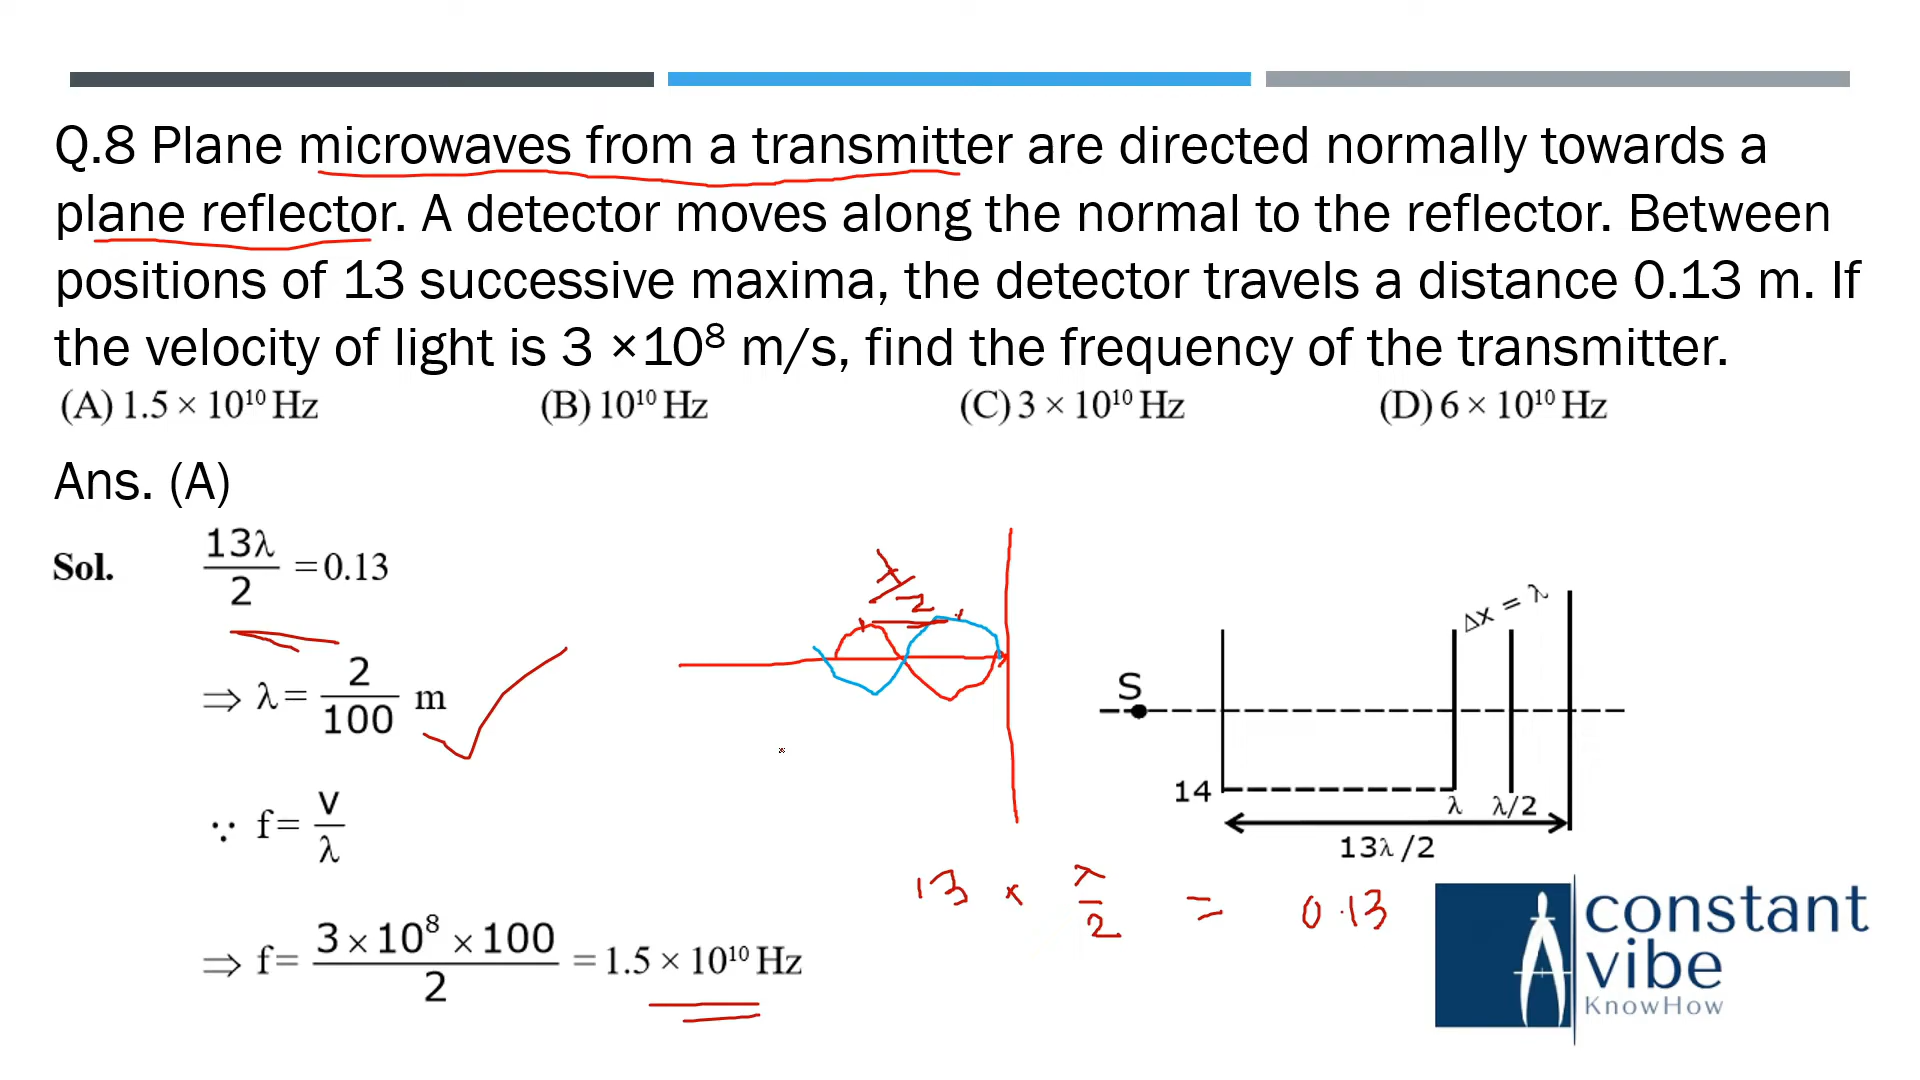 Q.8 Plane microwaves from a transmitter are directed normally towards a
plane reflector. A detector moves along the normal to the reflector. Between
positions of 13 successive maxima, the detector travels a distance 0.13 m. If
the velocity of light is 3 ×10⁸ m/s, find the frequency of the transmitter.
(A) 1.5 × 10¹⁰ Hz (B) 10¹⁰ Hz (C) 3 × 10¹⁰ Hz (D) 6 × 10¹⁰ Hz
Ans. (A)
Sol. 13λ/2 = 0.13
⇒ λ = 2/100 m
∵ f = v/λ
⇒ f = 3 × 10⁸ × 100/2 = 1.5 × 10¹⁰ Hz
λ/2
Δx = λ
S
14
λ λ/2
13λ/2
13 × λ/2 = 0.13
constant
vibe
KnowHow